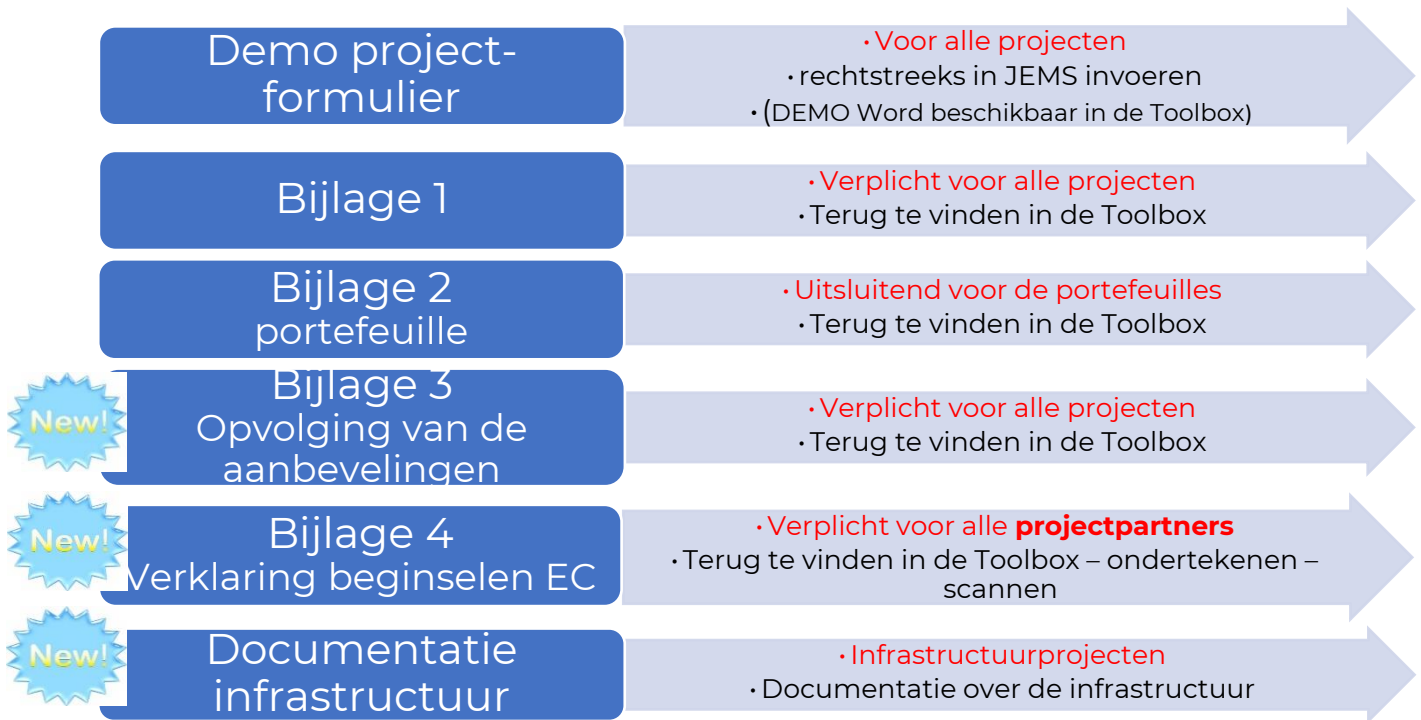 Demo project-
formulier
• Voor alle projecten
• rechtstreeks in JEMS invoeren
• (DEMO Word beschikbaar in de Toolbox)
Bijlage 1
• Verplicht voor alle projecten
• Terug te vinden in de Toolbox
Bijlage 2
portefeuille
• Uitsluitend voor de portefeuilles
• Terug te vinden in de Toolbox
New!
Bijlage 3
Opvolging van de
aanbevelingen
• Verplicht voor alle projecten
• Terug te vinden in de Toolbox
New!
Bijlage 4
Verklaring beginselen EC
• Verplicht voor alle projectpartners
• Terug te vinden in de Toolbox – ondertekenen –
scannen
New!
Documentatie
infrastructuur
• Infrastructuurprojecten
• Documentatie over de infrastructuur